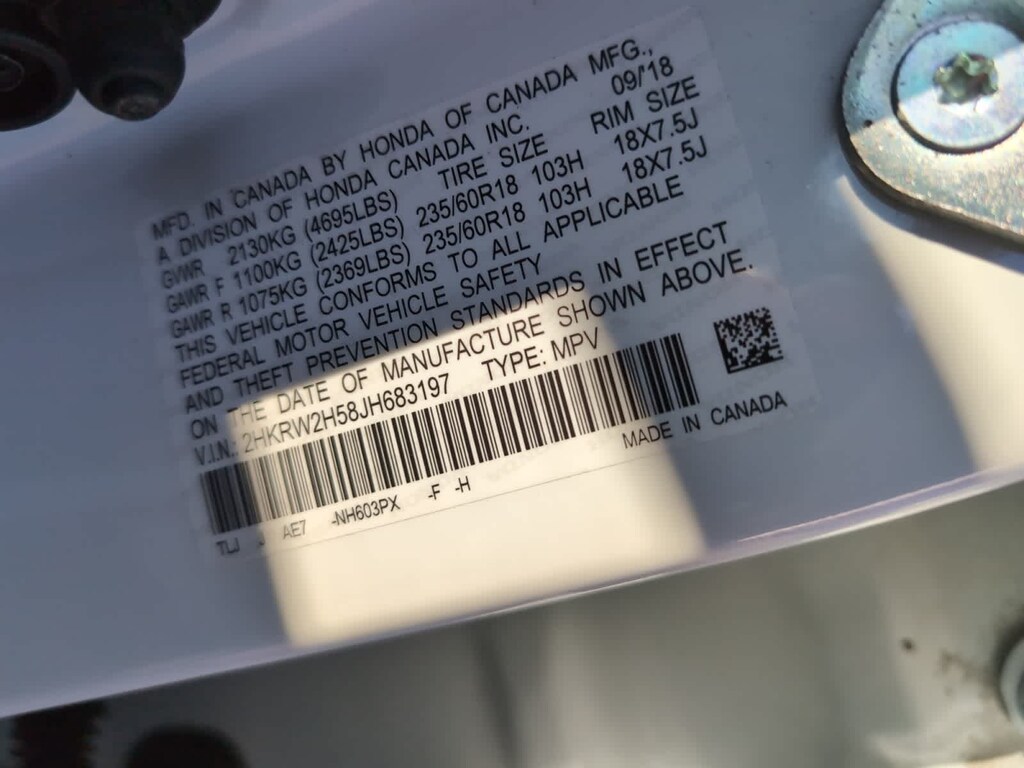 MFD. IN CANADA BY HONDA OF CANADA MFG.,
A DIVISION OF HONDA CANADA INC. 09/'18
GVWR 2130KG (4695LBS) TIRE SIZE RIM SIZE
GAWR F 1100KG (2425LBS) 235/60R18 103H 18X7.5J
GAWR R 1075KG (2369LBS) 235/60R18 103H 18X7.5J
THIS VEHICLE CONFORMS TO ALL APPLICABLE
FEDERAL MOTOR VEHICLE SAFETY
AND THEFT PREVENTION STANDARDS IN EFFECT
ON THE DATE OF MANUFACTURE SHOWN ABOVE.
V.I.N.: 2HKRW2H58JH683197 TYPE: MPV
MADE IN CANADA
TLJ - J AE7 -NH603PX -F -H